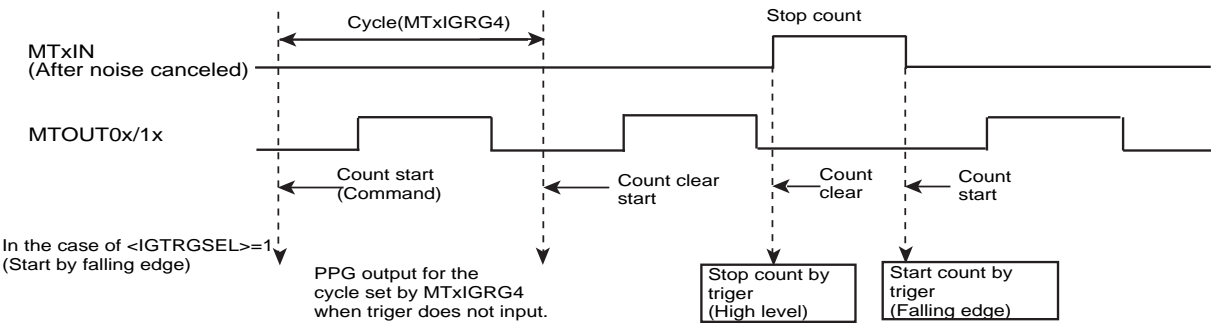 Cycle(MTxIGRG4)
Stop count
MTxIN
(After noise canceled)
MTOUT0x/1x
Count start
(Command)
Count clear
start
Count
clear
Count
start
In the case of <IGTRGSEL>=1
(Start by falling edge)
PPG output for the
cycle set by MTxIGRG4
when triger does not input.
Stop count by
triger
(High level)
Start count by
triger
(Falling edge)